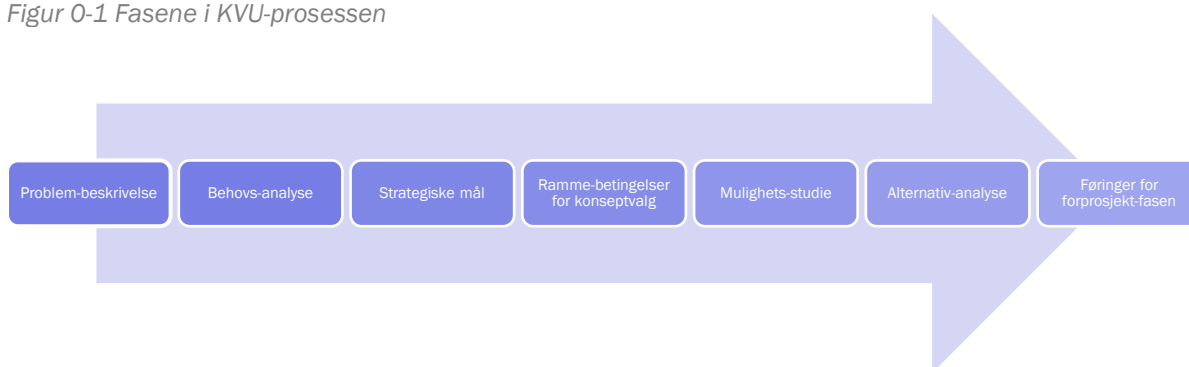 Figur 0-1 Fasene i KVU-prosessen
Problem-beskrivelse
Behovs-analyse
Strategiske mål
Ramme-betingelser
for konseptvalg
Mulighets-studie
Alternativ-analyse
Føringer for
forprosjekt-fasen